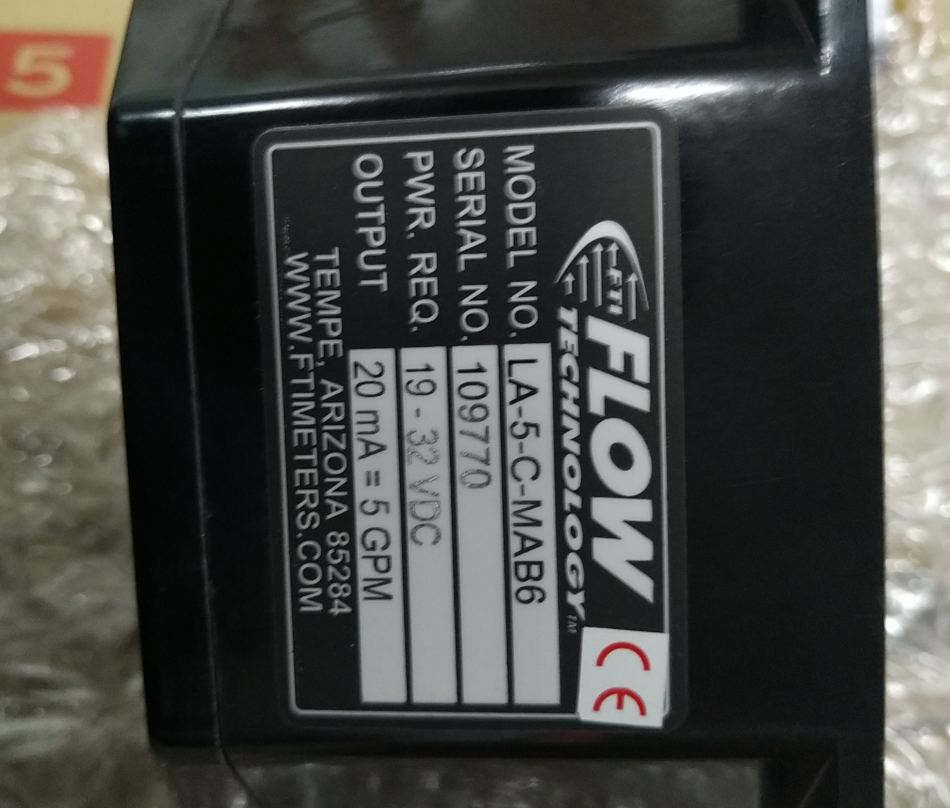 5
FTI
FLOW
TECHNOLOGY™
CE
MODEL NO. LA-5-C-MAB6
SERIAL NO. 109770
PWR. REQ. 19 - 32 VDC
OUTPUT 20 mA = 5 GPM
TEMPE, ARIZONA 85284
WWW.FTIMETERS.COM